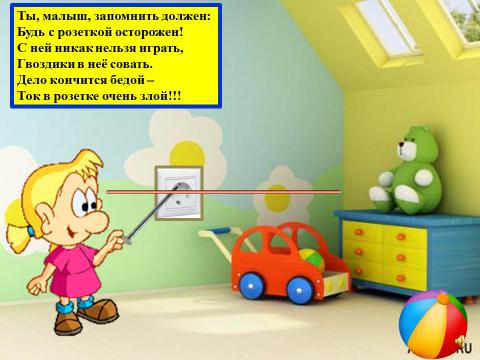 Ты, малыш, запомнить должен:
Будь с розеткой осторожен!
С ней никак нельзя играть,
Гвоздики в неё совать.
Дело кончится бедой –
Ток в розетке очень злой!!!